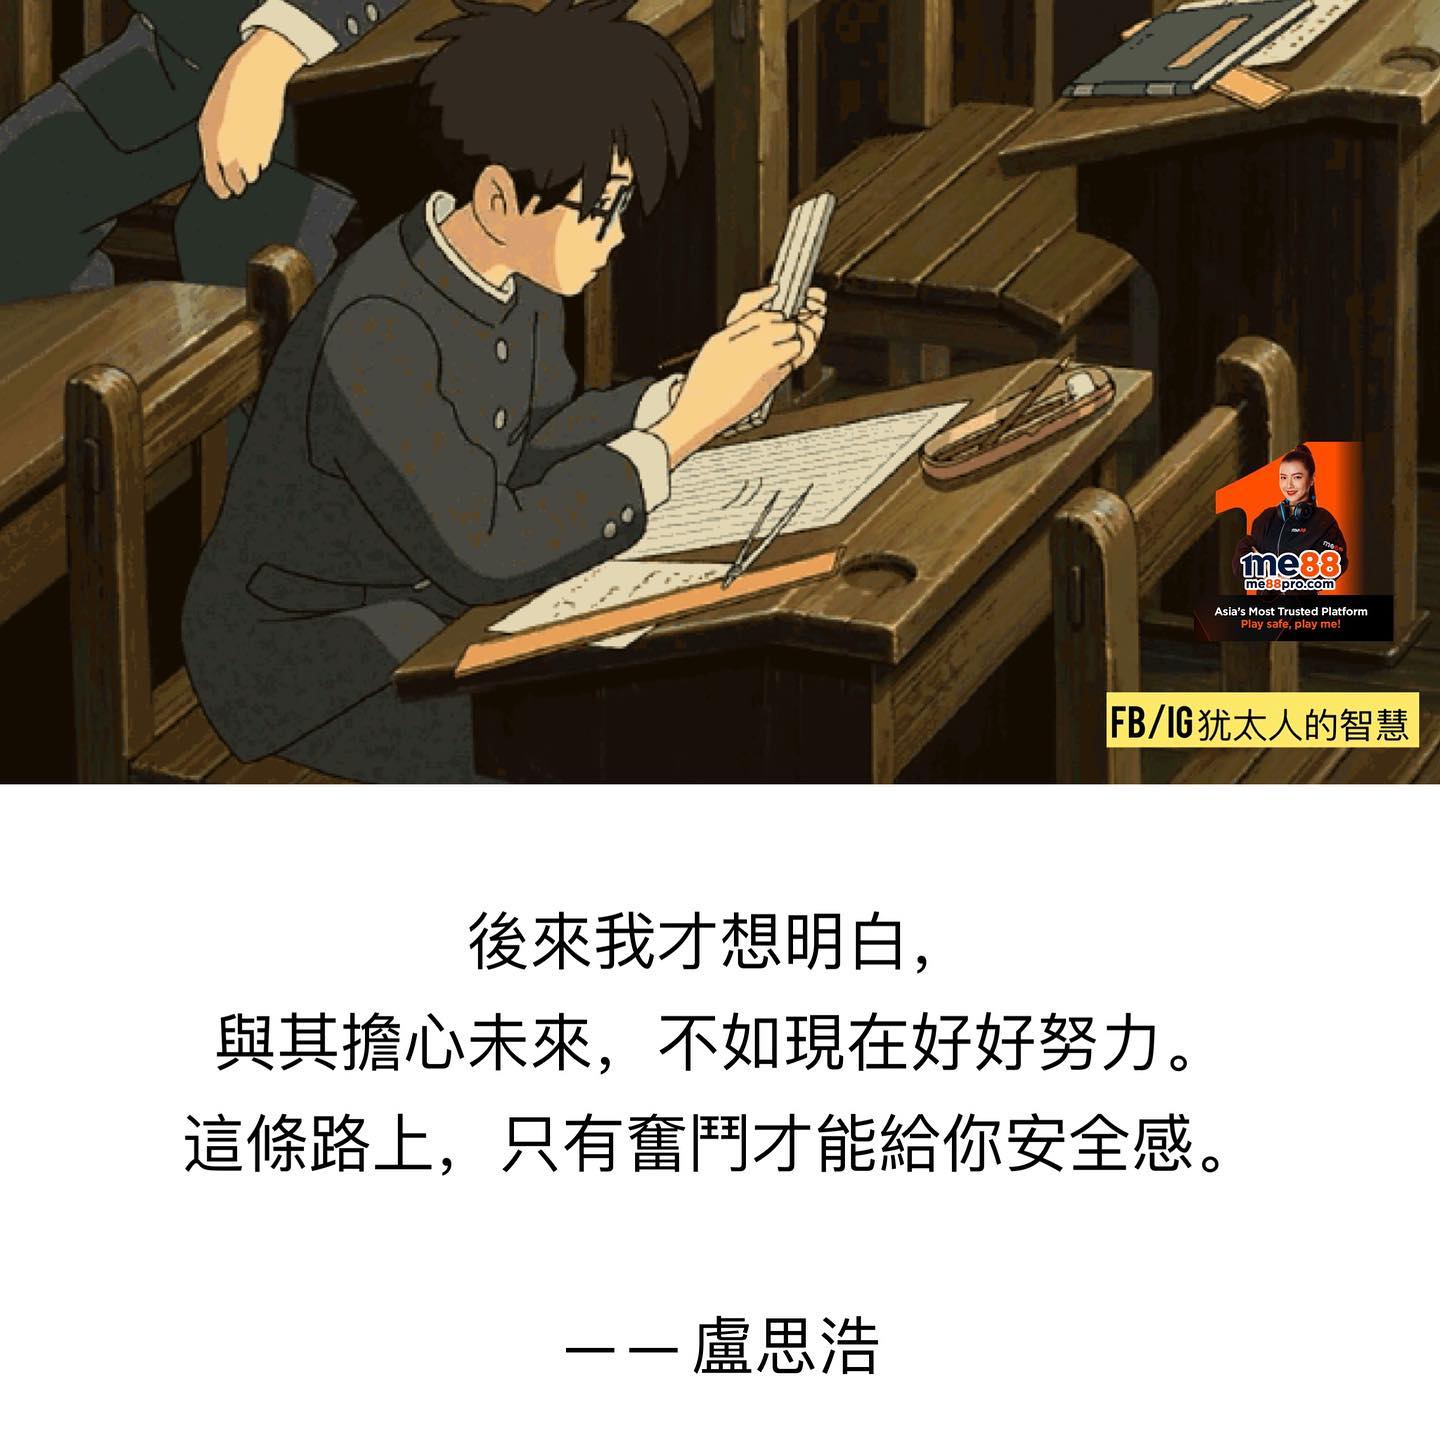 me88
me88
me88
me88pro.com
Asia's Most Trusted Platform
Play safe, play me!
FB/IG犹太人的智慧
後來我才想明白，
與其擔心未來，不如現在好好努力。
這條路上，只有奮鬥才能給你安全感。
——盧思浩